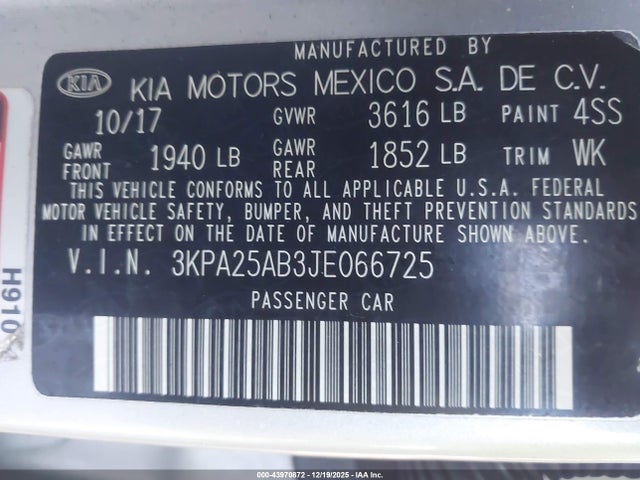 MANUFACTURED BY
KIA KIA MOTORS MEXICO S.A. DE C.V.
10/17 GVWR 3616 LB PAINT 4SS
GAWR FRONT 1940 LB GAWR REAR 1852 LB TRIM WK
THIS VEHICLE CONFORMS TO ALL APPLICABLE U.S.A. FEDERAL
MOTOR VEHICLE SAFETY, BUMPER, AND THEFT PREVENTION STANDARDS
IN EFFECT ON THE DATE OF MANUFACTURE SHOWN ABOVE.
V.I.N. 3KPA25AB3JE066725
PASSENGER CAR
H910
000-43970872 - 12/19/2025 - IAA Inc.